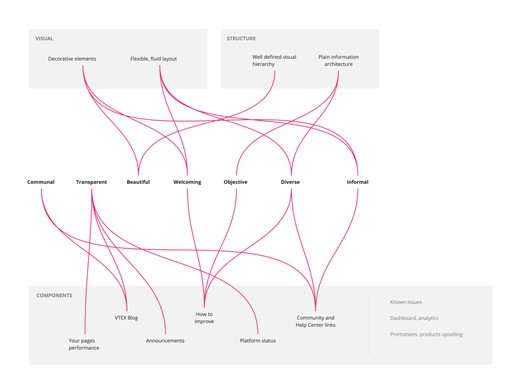 VISUAL
STRUCTURE
Decorative elements
Flexible, fluid layout
Well defined visual
hierarchy
Plain information
architecture
Communal
Transparent
Beautiful
Welcoming
Objective
Diverse
Informal
COMPONENTS
Known issues
VTEX Blog
How to
improve
Community and
Help Center links
Dashboard, analytics
Promotions, products upselling
Your pages
performance
Announcements
Platform status